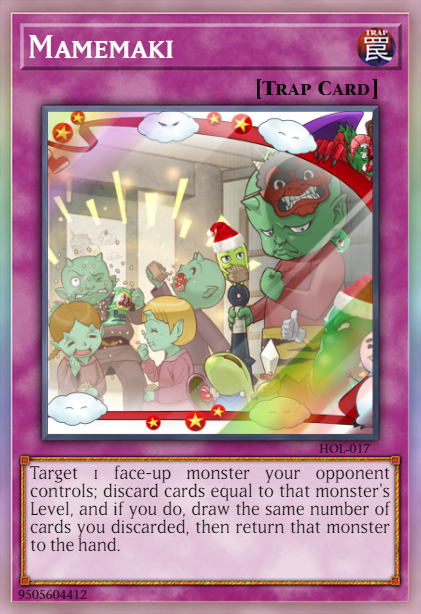 Mamemaki
TRAP
罠
[Trap Card]
HOL-017
Target 1 face-up monster your opponent
controls; discard cards equal to that monster's
Level, and if you do, draw the same number of
cards you discarded, then return that monster
to the hand.
9505604412